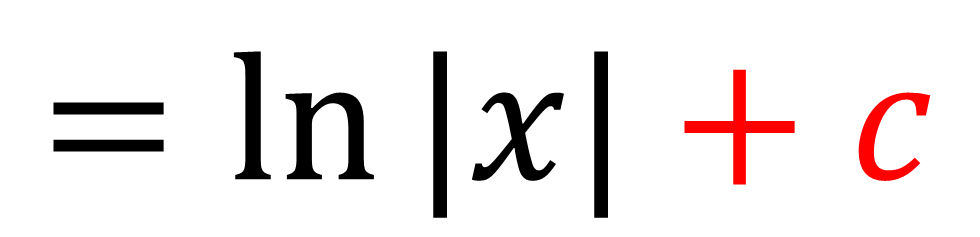 = ln |x| + c